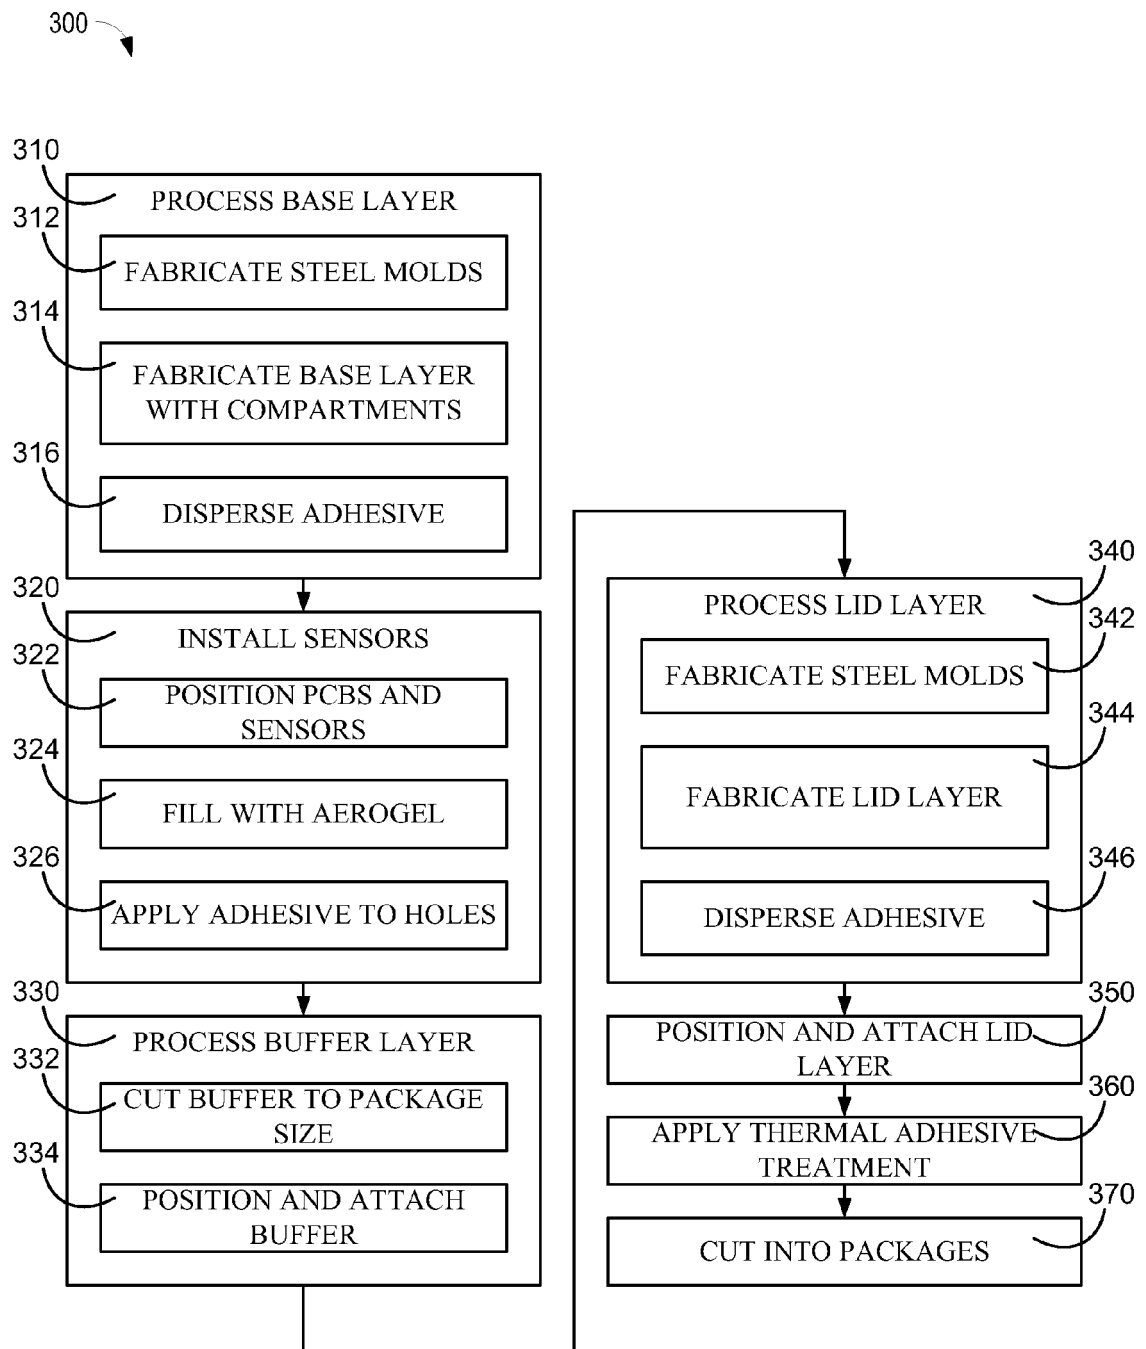 300
310
PROCESS BASE LAYER
312
FABRICATE STEEL MOLDS
314
FABRICATE BASE LAYER
WITH COMPARTMENTS
316
DISPERSE ADHESIVE
320
INSTALL SENSORS
322
POSITION PCBS AND
SENSORS
324
FILL WITH AEROGEL
326
APPLY ADHESIVE TO HOLES
330
PROCESS BUFFER LAYER
332
CUT BUFFER TO PACKAGE
SIZE
334
POSITION AND ATTACH
BUFFER
340
PROCESS LID LAYER
342
FABRICATE STEEL MOLDS
344
FABRICATE LID LAYER
346
DISPERSE ADHESIVE
350
POSITION AND ATTACH LID
LAYER
360
APPLY THERMAL ADHESIVE
TREATMENT
370
CUT INTO PACKAGES